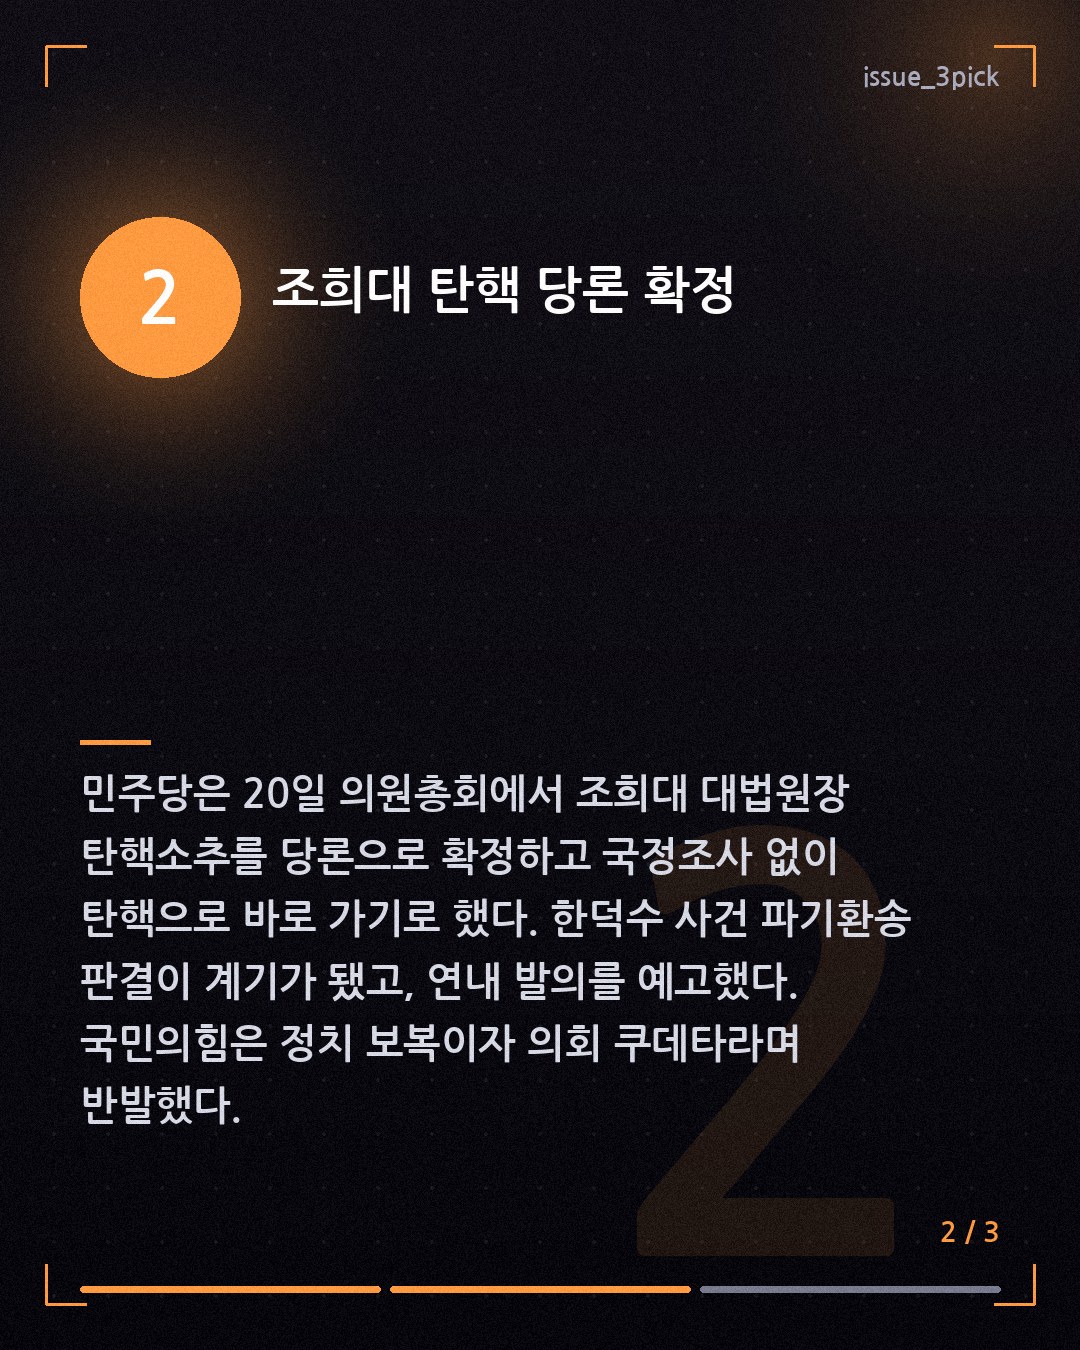 issue_3pick
2
조희대 탄핵 당론 확정
민주당은 20일 의원총회에서 조희대 대법원장
탄핵소추를 당론으로 확정하고 국정조사 없이
탄핵으로 바로 가기로 했다. 한덕수 사건 파기환송
판결이 계기가 됐고, 연내 발의를 예고했다.
국민의힘은 정치 보복이자 의회 쿠데타라며
반발했다.
2
2 / 3